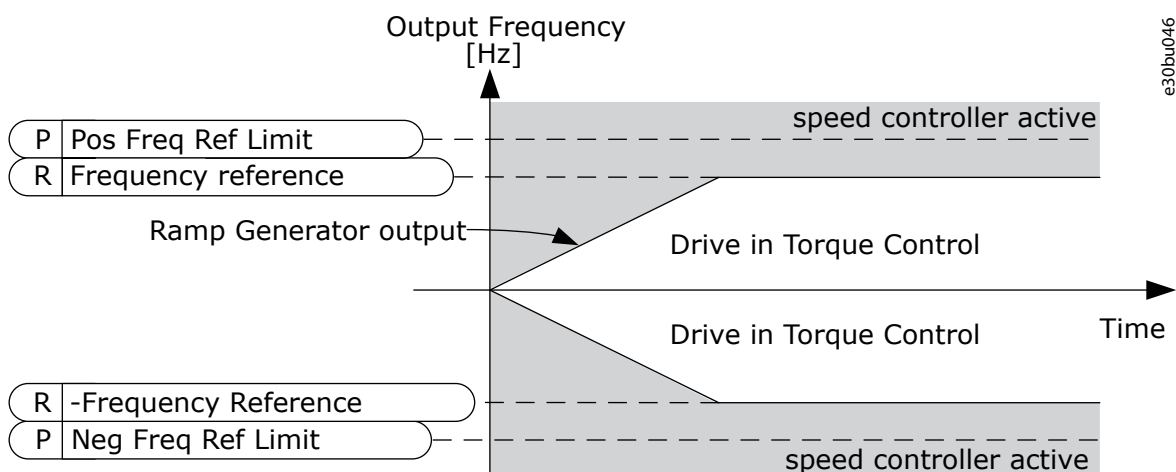 Output Frequency
[Hz]
e30bu046
speed controller active
P Pos Freq Ref Limit
R Frequency reference
Ramp Generator output
Drive in Torque Control
Time
Drive in Torque Control
R -Frequency Reference
P Neg Freq Ref Limit
speed controller active